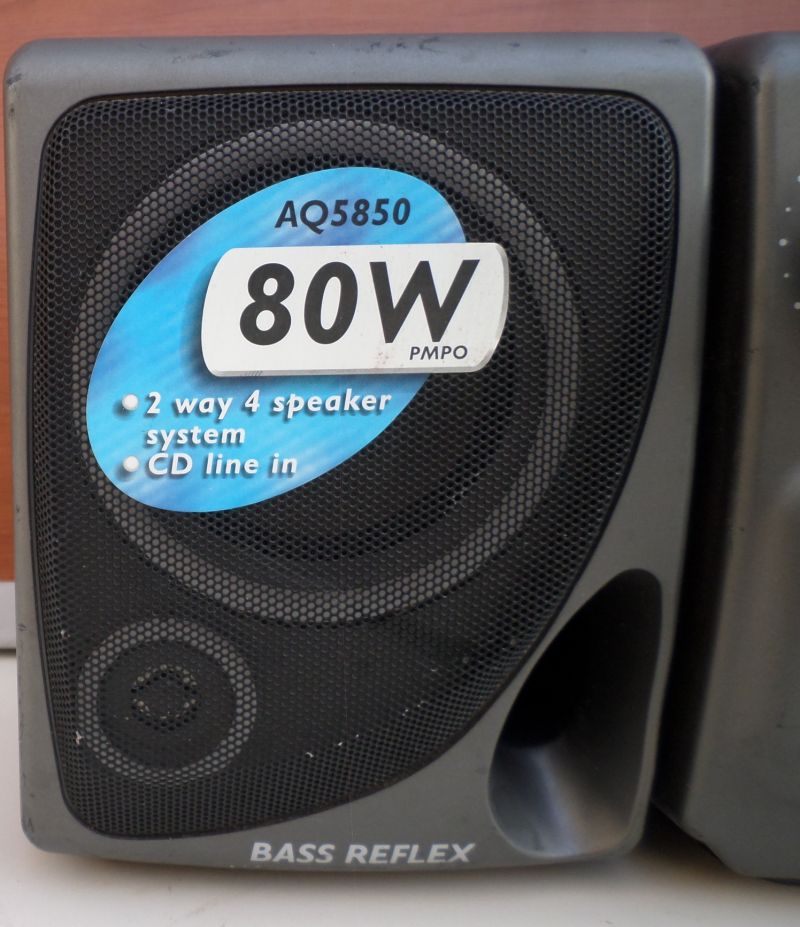 AQ5850
80W
PMPO
• 2 way 4 speaker
system
• CD line in
BASS REFLEX